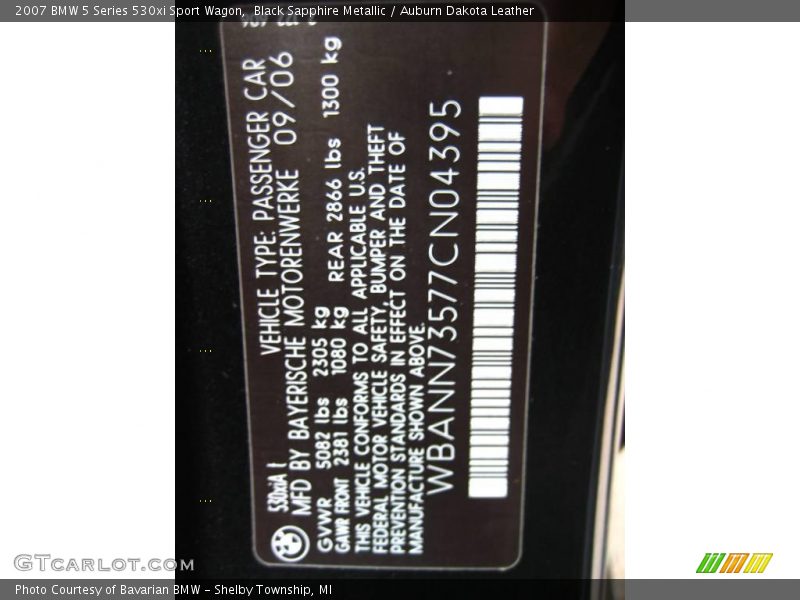 2007 BMW 5 Series 530xi Sport Wagon,  Black Sapphire Metallic / Auburn Dakota Leather
530xiA t VEHICLE TYPE: PASSENGER CAR
MFD BY BAYERISCHE MOTORENWERKE 09/06
GVWR 5082 lbs 2305 kg
GAWR FRONT 2381 lbs 1080 kg REAR 2866 lbs 1300 kg
THIS VEHICLE CONFORMS TO ALL APPLICABLE U.S.
FEDERAL MOTOR VEHICLE SAFETY, BUMPER AND THEFT
PREVENTION STANDARDS IN EFFECT ON THE DATE OF
MANUFACTURE SHOWN ABOVE.
WBANN73577CN04395
GTCarlot.com
Photo Courtesy of Bavarian BMW – Shelby Township, MI